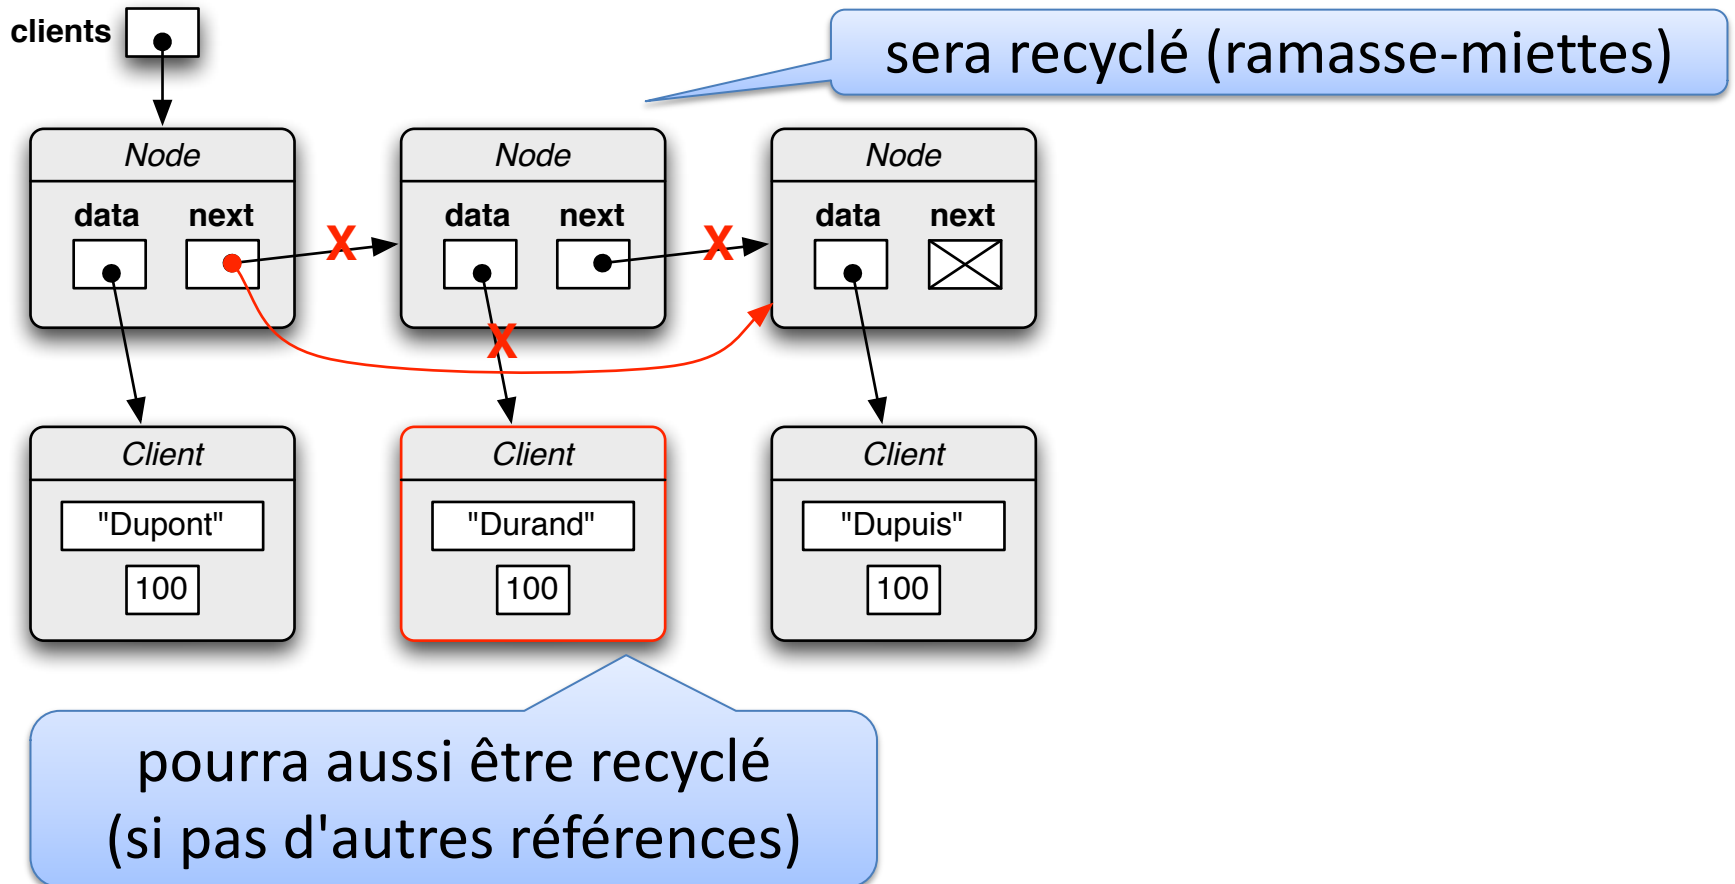 clients
sera recyclé (ramasse-miettes)
Node
Node
Node
data next
data next
data next
X
X
X
Client
Client
Client
"Dupont"
"Durand"
"Dupuis"
100
100
100
pourra aussi être recyclé
(si pas d'autres références)